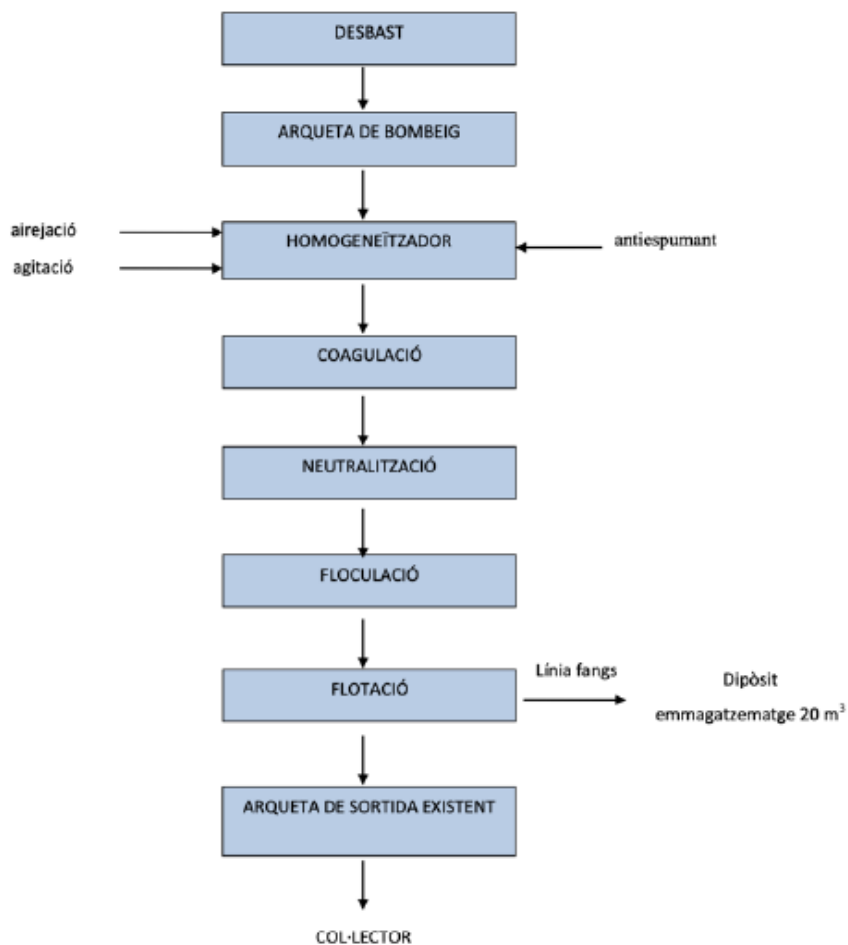 DESBAST
ARQUETA DE BOMBEIG
airejació
agitació
HOMOGENEÏTZADOR
antiespumant
COAGULACIÓ
NEUTRALITZACIÓ
FLOCULACIÓ
FLOTACIÓ
Línia fangs
Dipòsit
emmagatzematge 20 m³
ARQUETA DE SORTIDA EXISTENT
COL·LECTOR